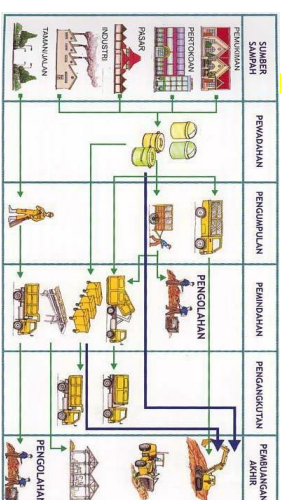 SUMBER
SAMPAH
PEMUKIMAN
PERTOKOAN
PASAR
INDUSTRI
TAMAN/JALAN
PEWADAHAN
PENGUMPULAN
PEMINDAHAN
PENGOLAHAN
PENGANGKUTAN
PEMBUANGAN
AKHIR
PENGOLAHAN